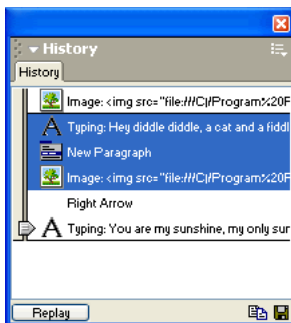 History
History
Image: <img src="file:///C|/Program%20F
Typing: Hey diddle diddle, a cat and a fiddl
New Paragraph
Image: <img src="file:///C|/Program%20F
Right Arrow
Typing: You are my sunshine, my only sur
Replay